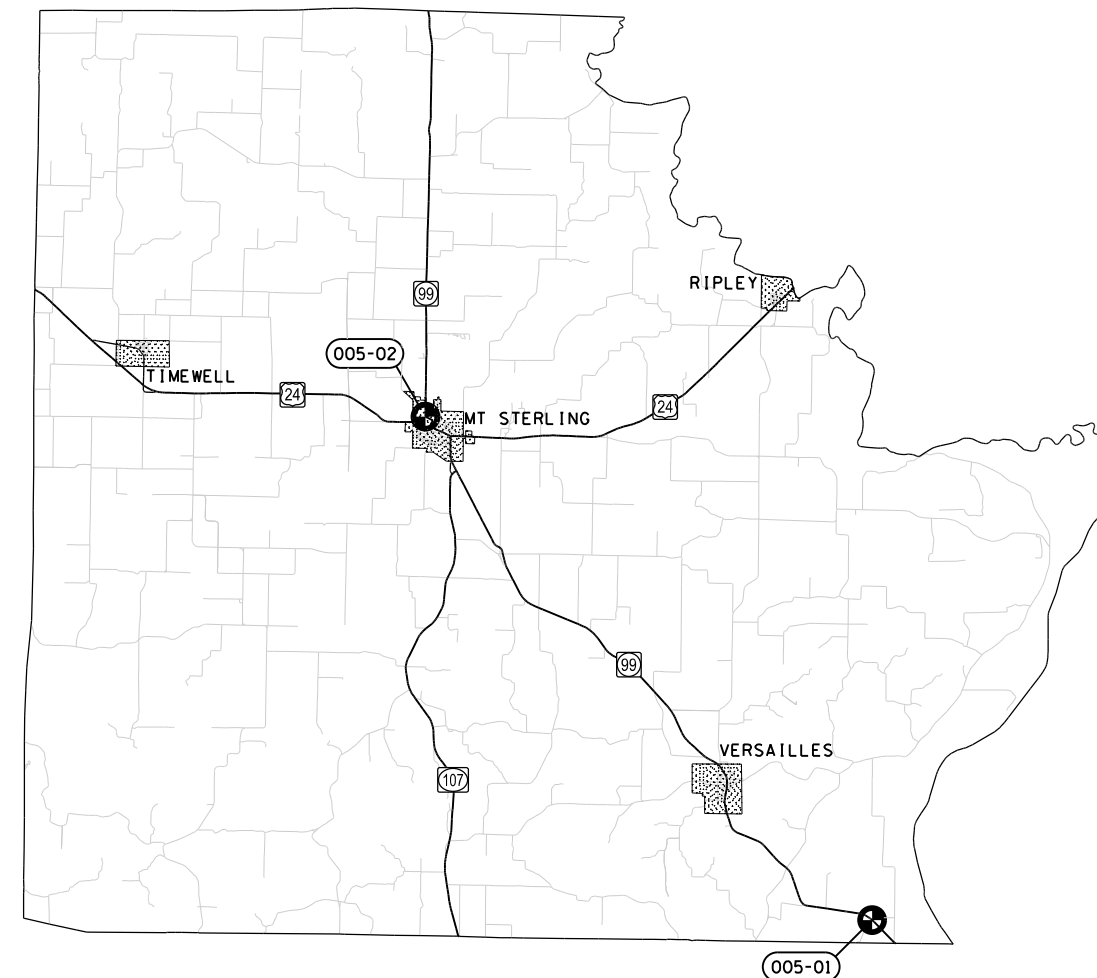 RIPLEY
99
005-02
TIMEWELL
24
24
MT STERLING
99
VERSAILLES
107
005-01